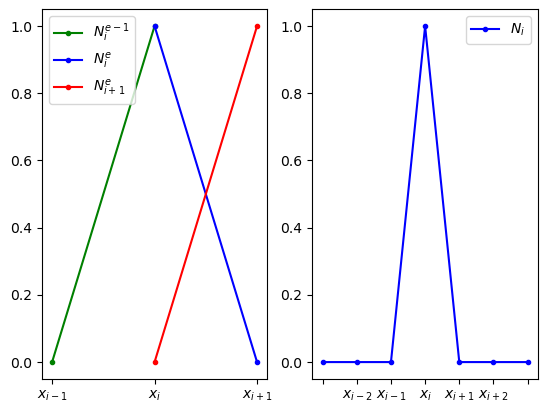 1.0
0.8
0.6
0.4
0.2
0.0
N_i^{e-1}
N_i^e
N_{i+1}^e
x_{i-1} x_i x_{i+1}
1.0
0.8
0.6
0.4
0.2
0.0
N_i
x_{i-2} x_{i-1} x_i x_{i+1} x_{i+2}